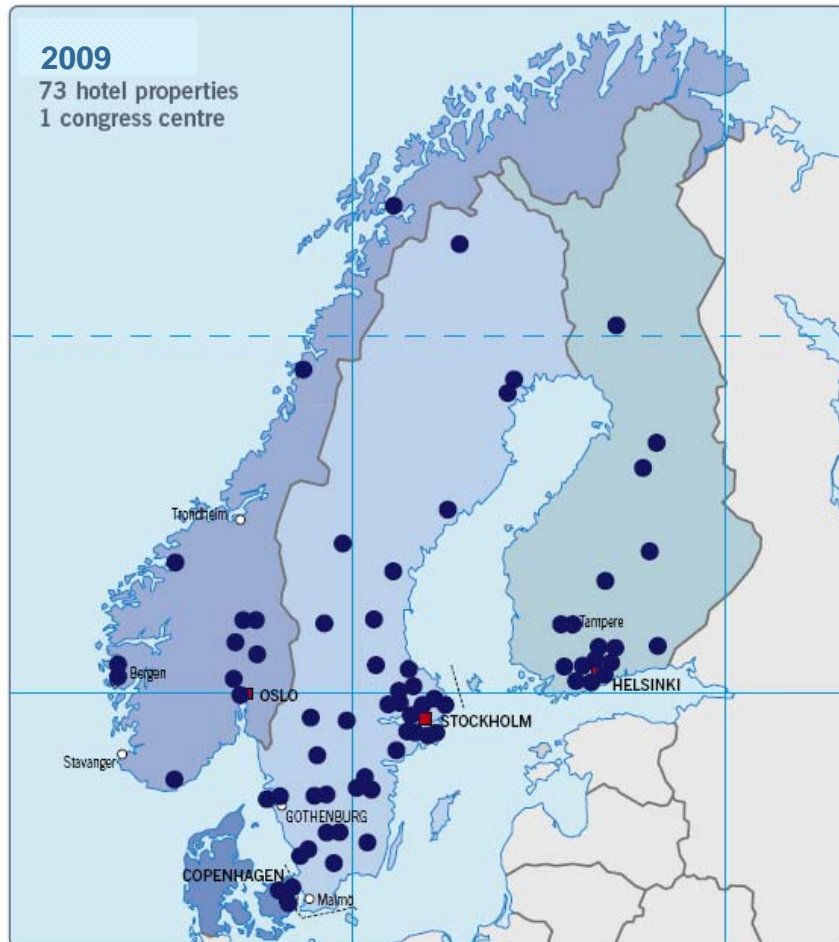 2009
73 hotel properties
1 congress centre
Trondheim
Tampere
Bergen
HELSINKI
OSLO
STOCKHOLM
Stavanger
GOTHENBURG
COPENHAGEN
Malmö